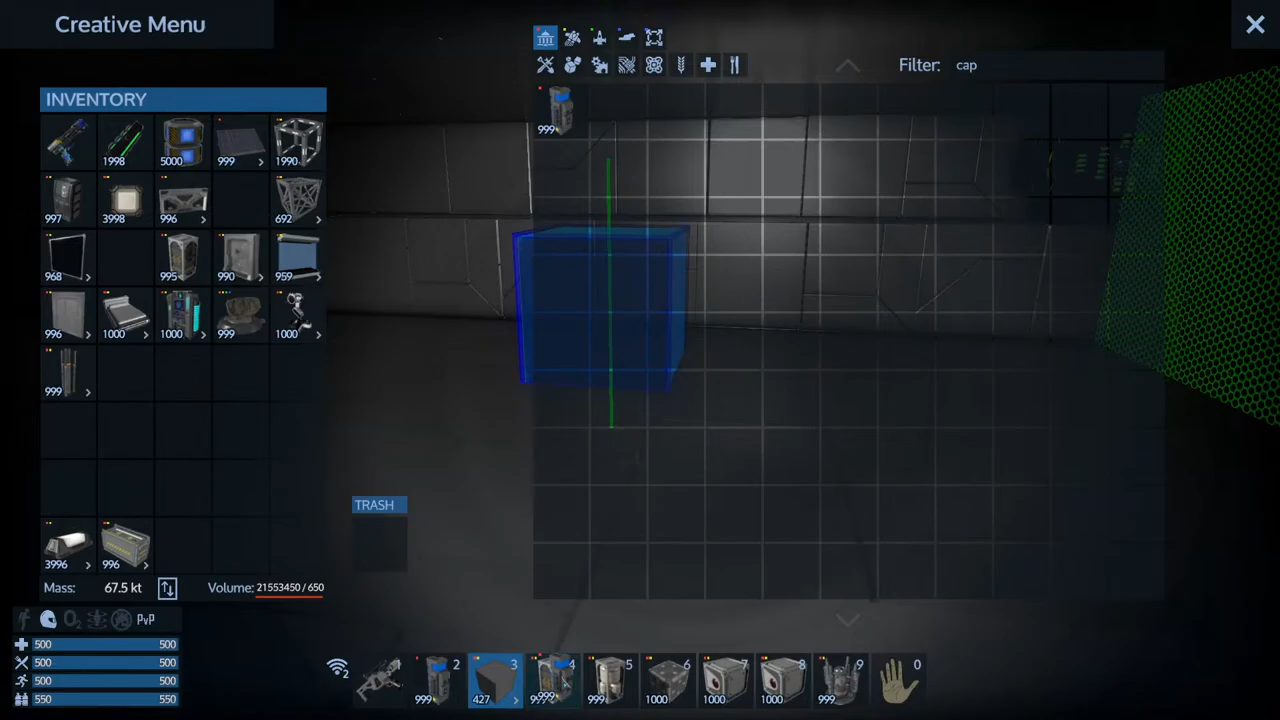 Creative Menu
Filter: cap
INVENTORY
999
1998 5000 999 1990
997 3998 996 692
968 995 990 959
996 1000 1000 999 1000
999
TRASH
3996 996
Mass: 67.5 kt Volume: 21553450 / 650
O2 PvP
500 500
500 500
500 500
550 550
2
1 2 3 4 5 6 7 8 9 0
999 427 999 999 1000 1000 1000 999